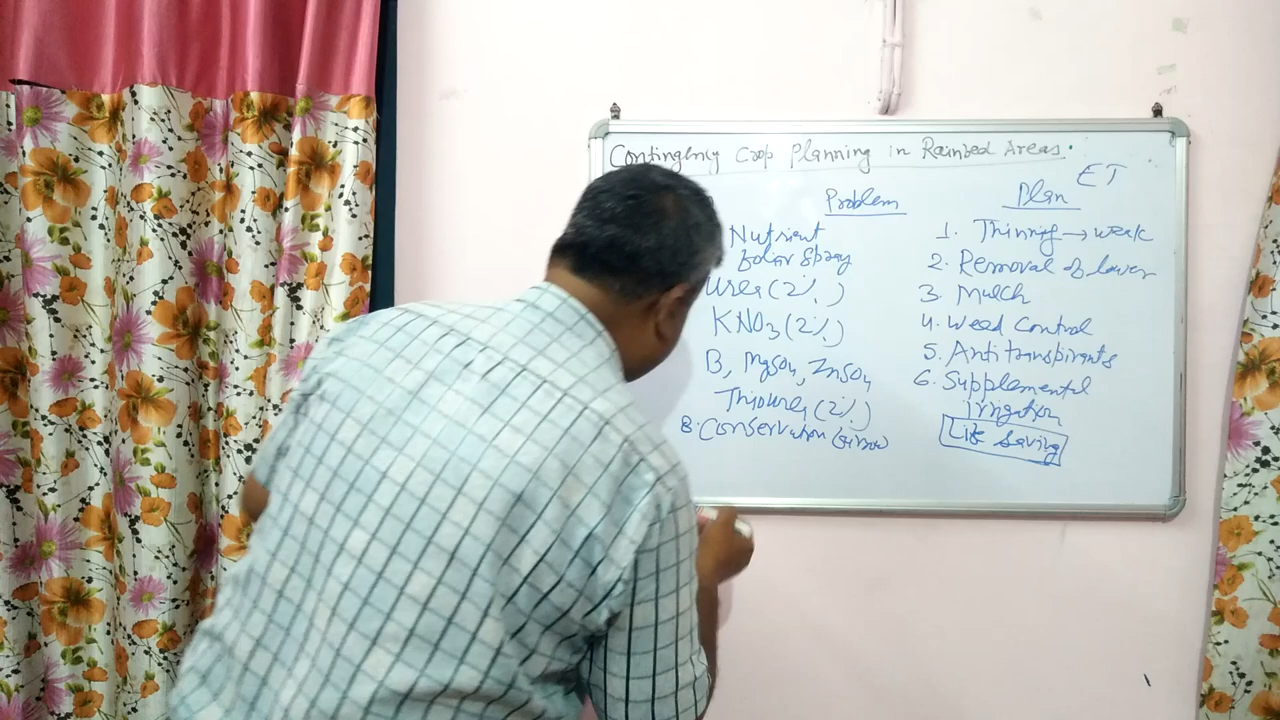 Contingency Crop Planning in Rainfed Areas.
ET
Problem
Plan
Nutrient
foliar spray
Urea (2%)
KNO3 (2%)
B, MgSO4, ZnSO4
Thiourea (2%)
8. Conservation furrow
1. Thinning → weak
2. Removal of lower
3. Mulch
4. Weed Control
5. Antitranspirants
6. Supplemental
irrigation
Life Saving